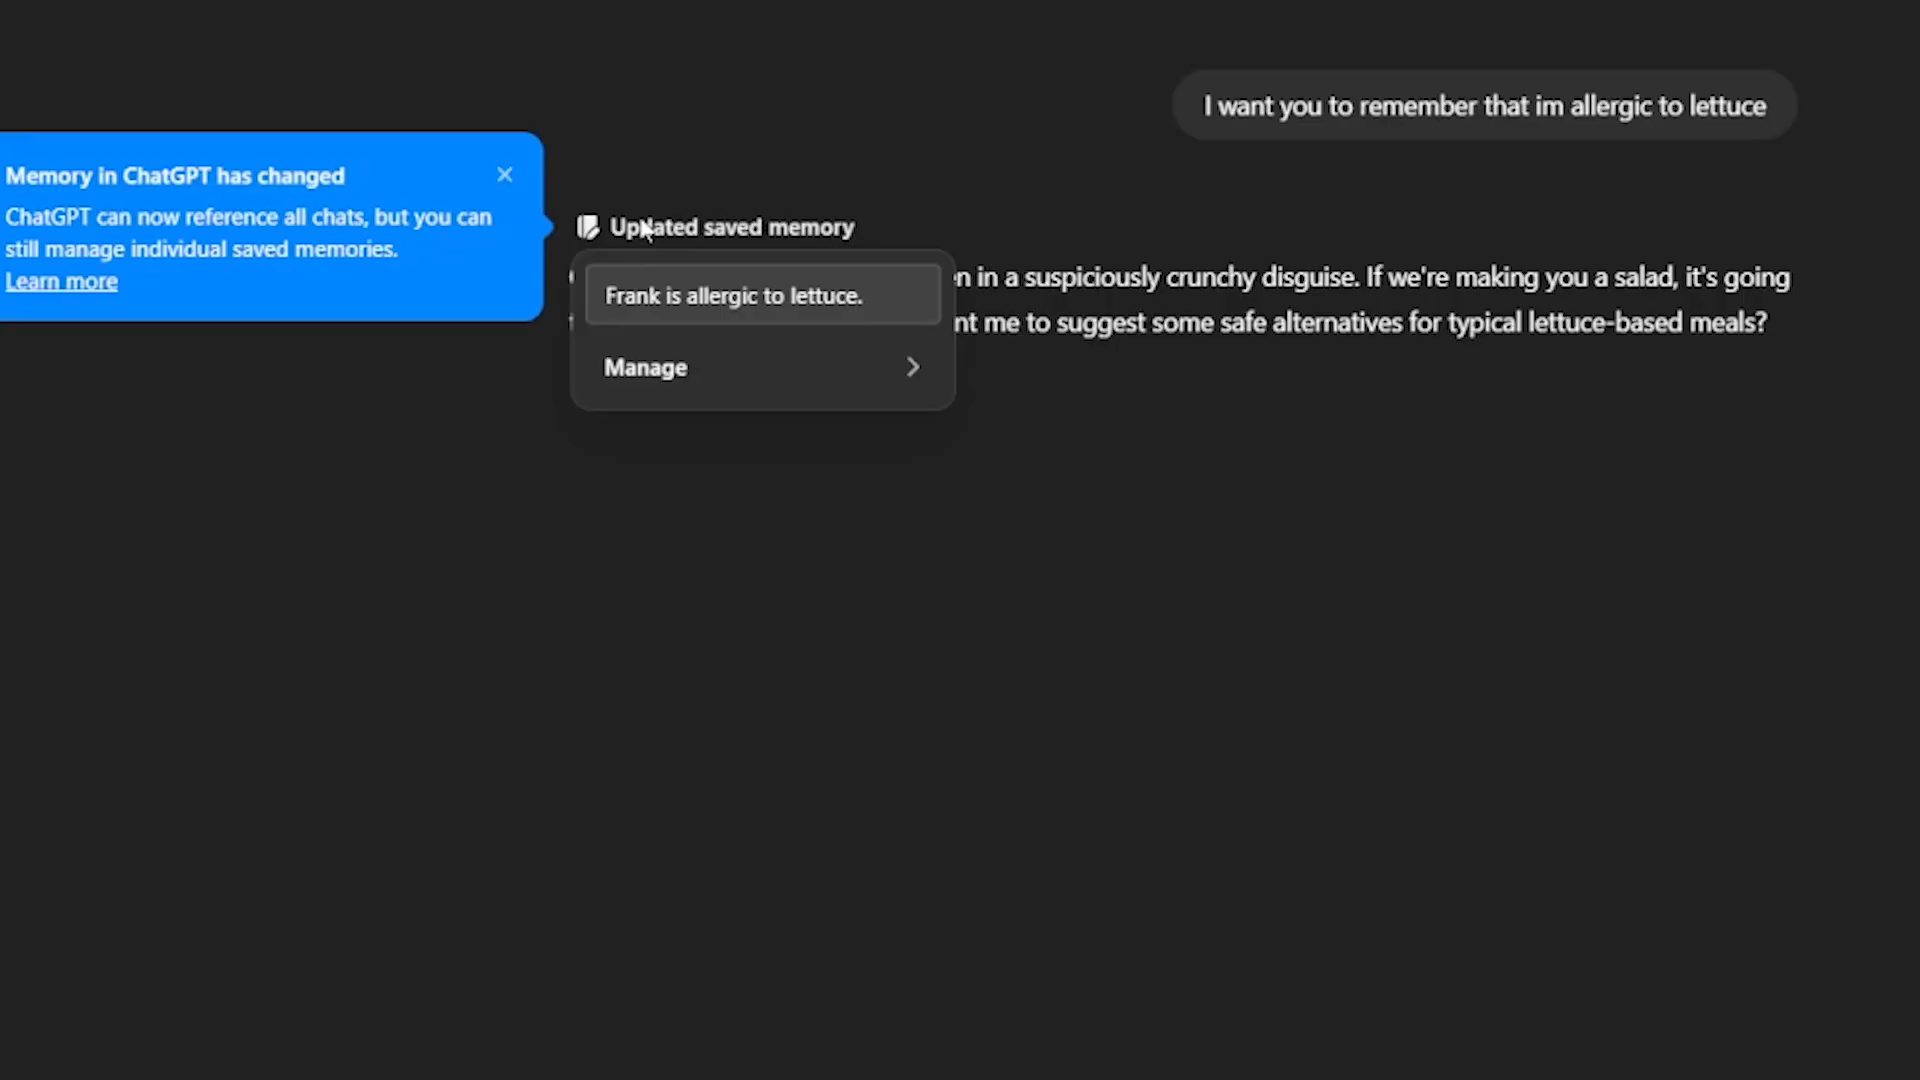 I want you to remember that im allergic to lettuce
Memory in ChatGPT has changed
ChatGPT can now reference all chats, but you can
still manage individual saved memories.
Learn more
Updated saved memory
Frank is allergic to lettuce.
Manage
in a suspiciously crunchy disguise. If we're making you a salad, it's going
me to suggest some safe alternatives for typical lettuce-based meals?